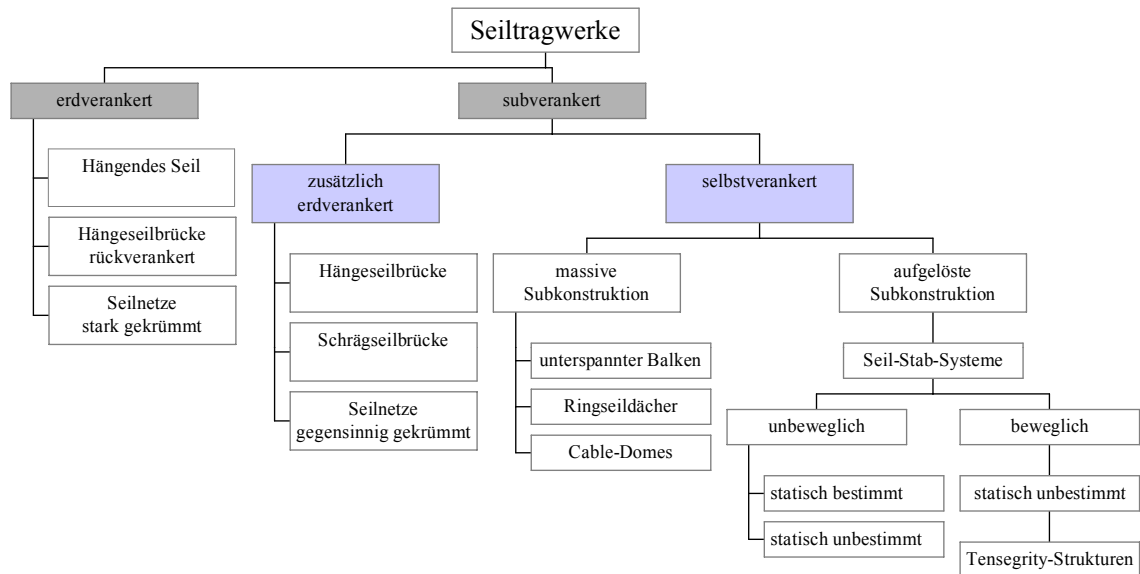 Seiltragwerke
erdverankert
subverankert
Hängendes Seil
Hängeseilbrücke
rückverankert
Seilnetze
stark gekrümmt
zusätzlich
erdverankert
selbstverankert
Hängeseilbrücke
Schrägseilbrücke
Seilnetze
gegensinnig gekrümmt
massive
Subkonstruktion
aufgelöste
Subkonstruktion
unterspannter Balken
Ringseildächer
Cable-Domes
Seil-Stab-Systeme
unbeweglich
beweglich
statisch bestimmt
statisch unbestimmt
statisch unbestimmt
Tensegrity-Strukturen